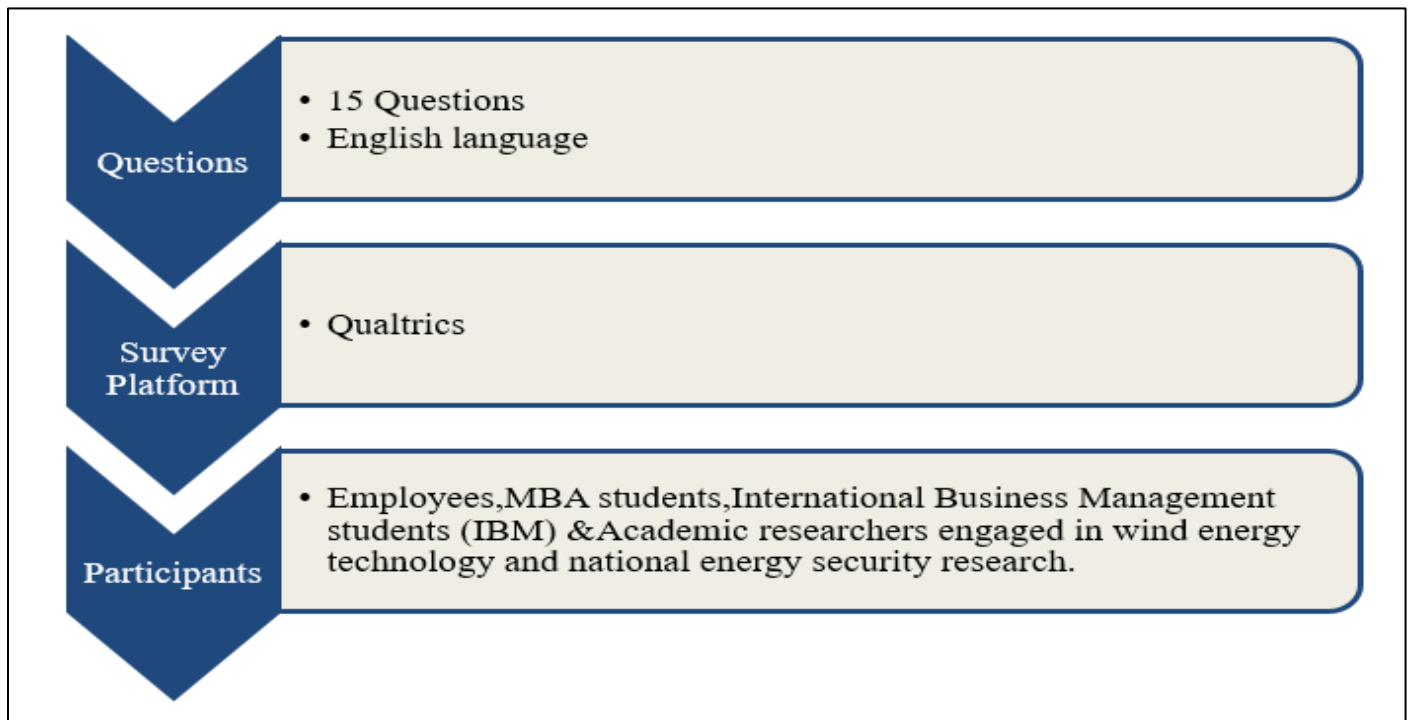 Questions
• 15 Questions
• English language
Survey
Platform
• Qualtrics
Participants
• Employees,MBA students,International Business Management
students (IBM) &Academic researchers engaged in wind energy
technology and national energy security research.